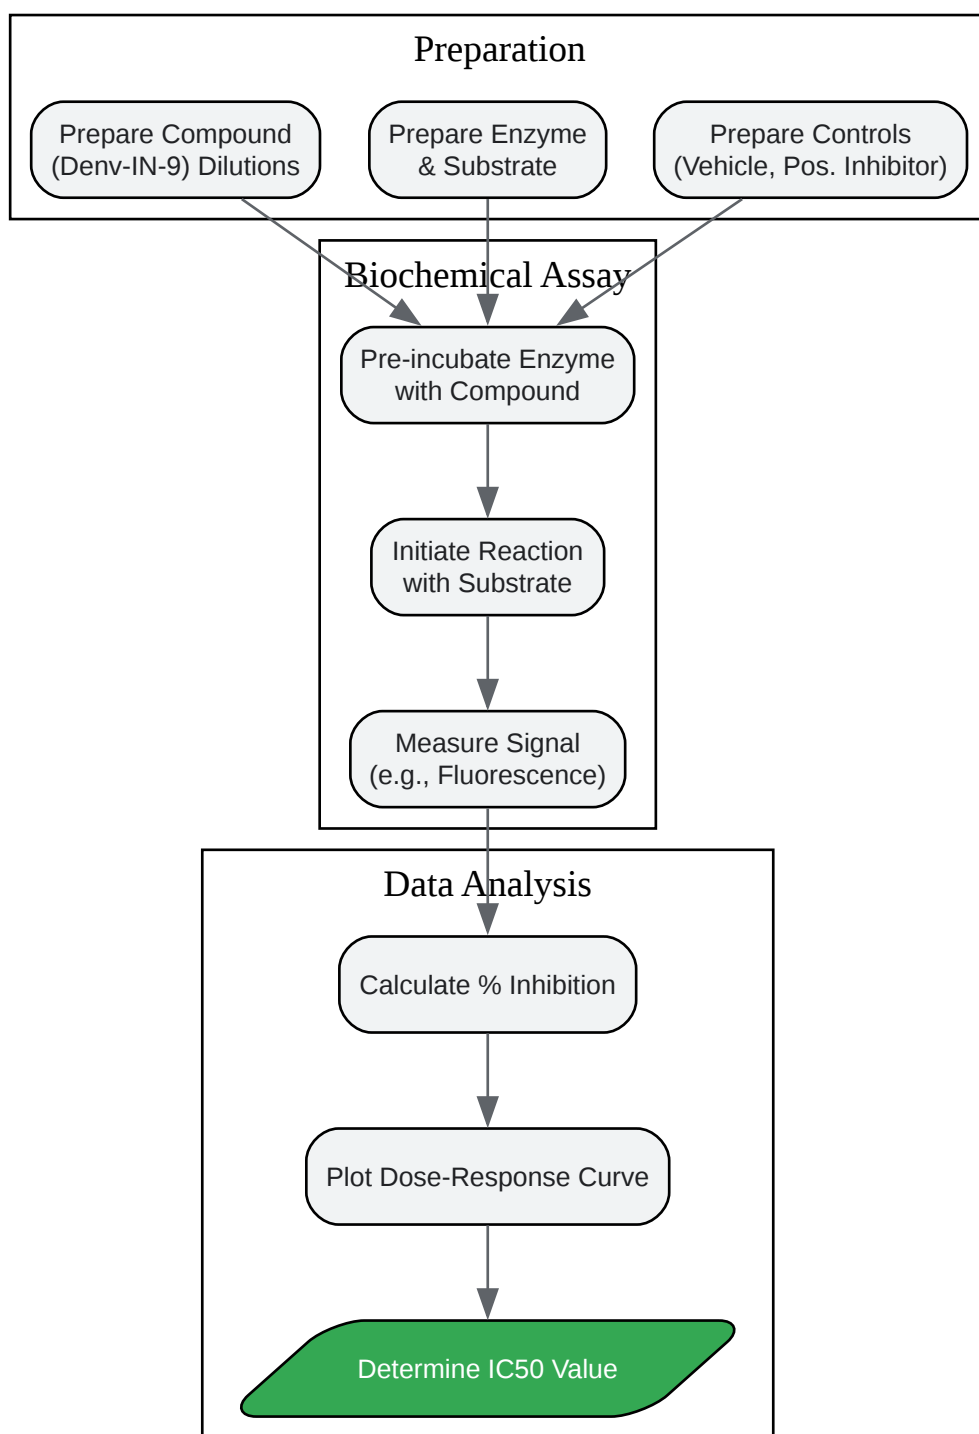 Preparation
Prepare Compound
(Denv-IN-9) Dilutions
Prepare Enzyme
& Substrate
Prepare Controls
(Vehicle, Pos. Inhibitor)
Biochemical Assay
Pre-incubate Enzyme
with Compound
Initiate Reaction
with Substrate
Measure Signal
(e.g., Fluorescence)
Data Analysis
Calculate % Inhibition
Plot Dose-Response Curve
Determine IC50 Value